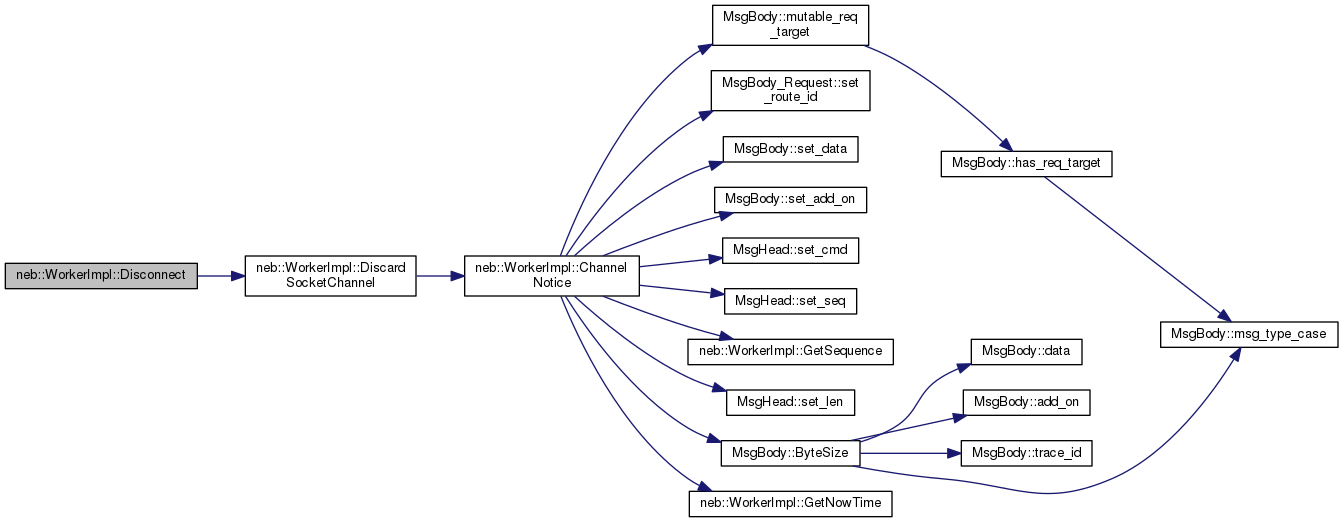 neb::WorkerImpl::Disconnect
neb::WorkerImpl::Discard
SocketChannel
neb::WorkerImpl::Channel
Notice
MsgBody::mutable_req
_target
MsgBody_Request::set
_route_id
MsgBody::set_data
MsgBody::set_add_on
MsgHead::set_cmd
MsgHead::set_seq
neb::WorkerImpl::GetSequence
MsgHead::set_len
MsgBody::ByteSize
neb::WorkerImpl::GetNowTime
MsgBody::has_req_target
MsgBody::data
MsgBody::add_on
MsgBody::trace_id
MsgBody::msg_type_case